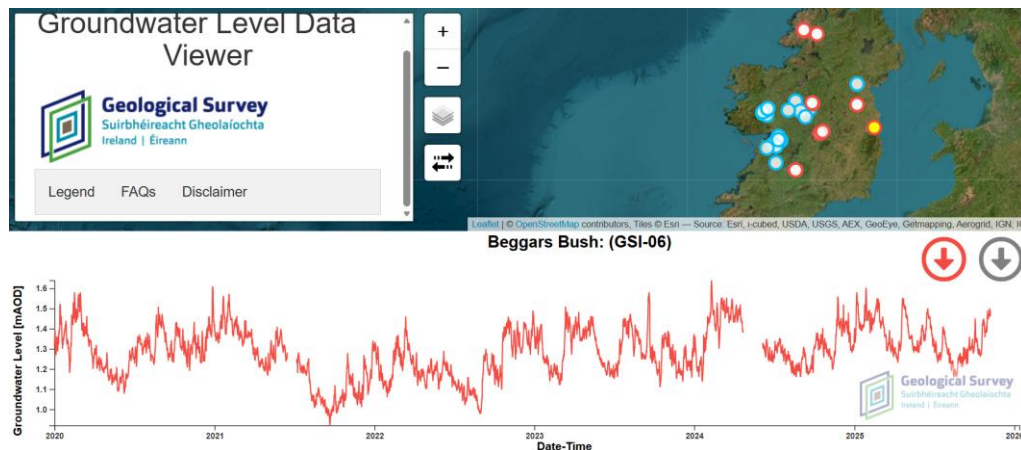 Groundwater Level Data
Viewer
Geological Survey
Suirbhéireacht Gheolaíochta
Ireland | Éireann
Legend FAQs Disclaimer
+
−
Leaflet | © OpenStreetMap contributors, Tiles © Esri — Source: Esri, i-cubed, USDA, USGS, AEX, GeoEye, Getmapping, Aerogrid, IGN,
Beggars Bush: (GSI-06)
Groundwater Level [mAOD]
1.6
1.5
1.4
1.3
1.2
1.1
1.0
Geological Survey
Suirbhéireacht Gheolaíochta
Ireland | Éireann
2020 2021 2022 2023 2024 2025
Date-Time